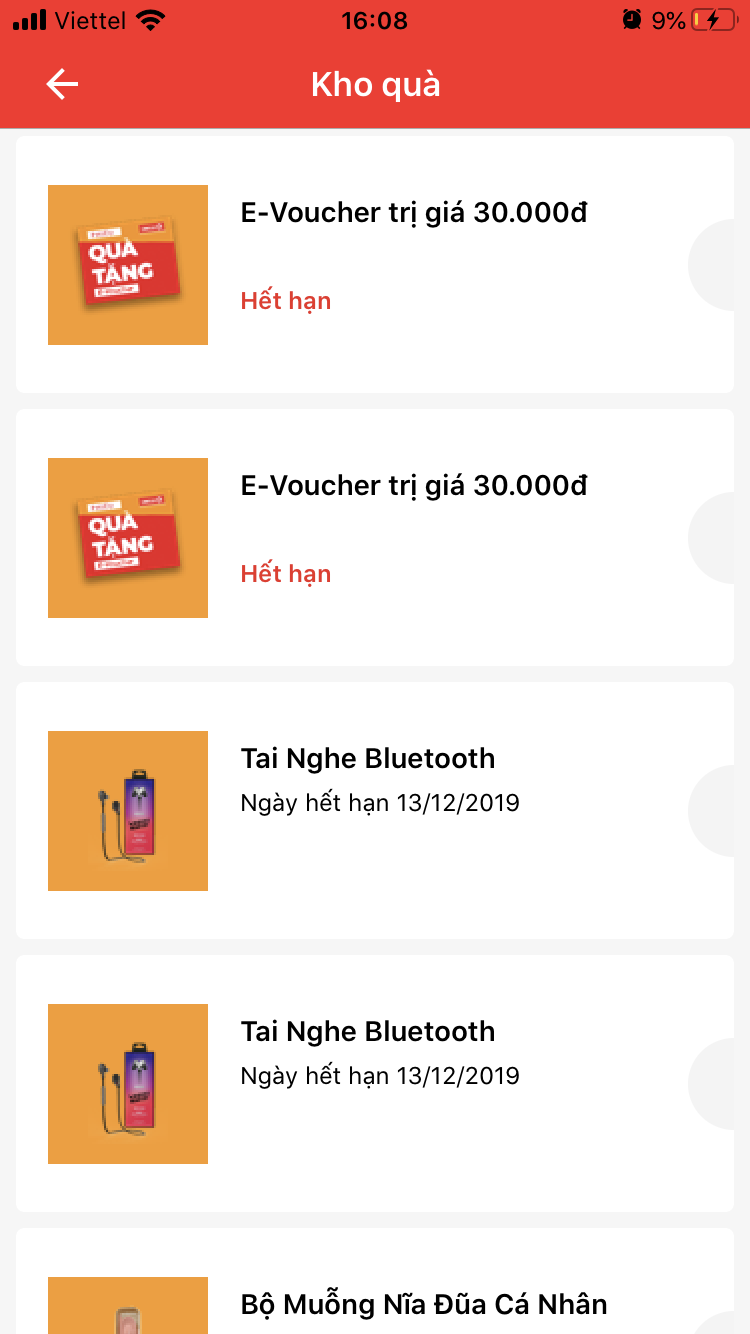 Viettel
16:08
9%
Kho quà
E-Voucher trị giá 30.000đ
QUÀ
TẶNG
E-Voucher
Hết hạn
E-Voucher trị giá 30.000đ
QUÀ
TẶNG
E-Voucher
Hết hạn
Tai Nghe Bluetooth
Ngày hết hạn 13/12/2019
Tai Nghe Bluetooth
Ngày hết hạn 13/12/2019
Bộ Muỗng Nĩa Đũa Cá Nhân